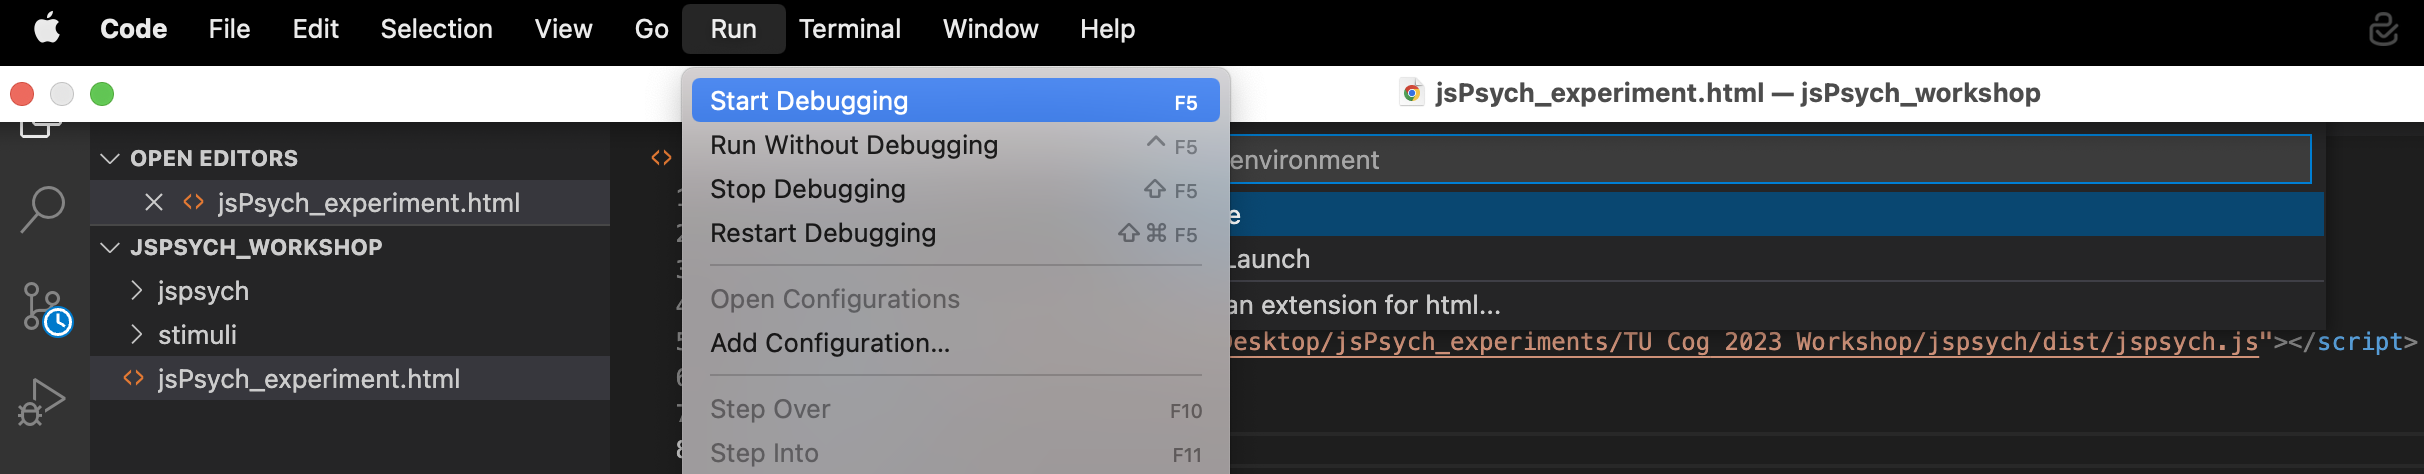 Code File Edit Selection View Go Run Terminal Window Help
jsPsych_experiment.html — jsPsych_workshop
OPEN EDITORS
jsPsych_experiment.html
JSPSYCH_WORKSHOP
jspsych
stimuli
jsPsych_experiment.html
Start Debugging F5
Run Without Debugging ^ F5
Stop Debugging ⇧ F5
Restart Debugging ⇧ ⌘ F5
Open Configurations
Add Configuration...
Step Over F10
Step Into F11
environment
e
Launch
an extension for html...
esktop/jsPsych_experiments/TU Cog 2023 Workshop/jspsych/dist/jspsych.js"></script>